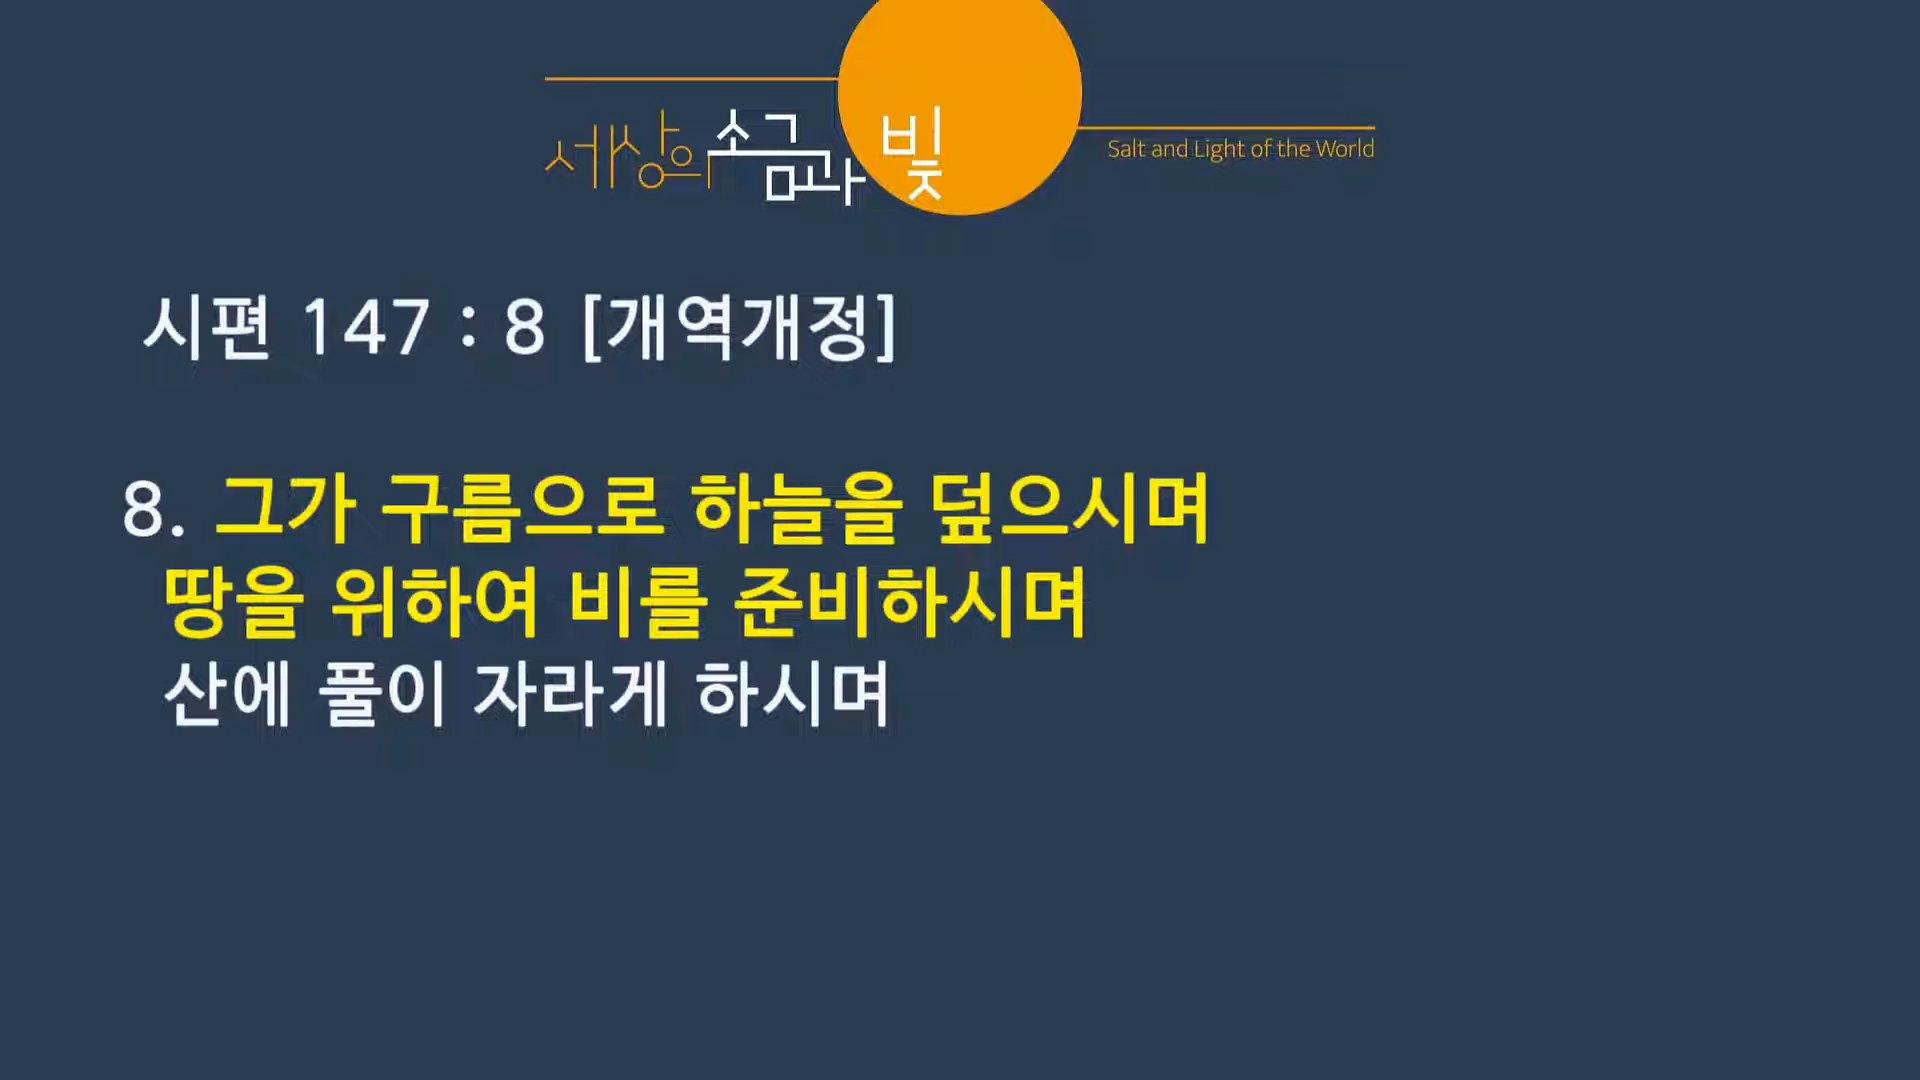 세상의 소금과 빛
Salt and Light of the World
시편 147 : 8 [개역개정]
8. 그가 구름으로 하늘을 덮으시며
땅을 위하여 비를 준비하시며
산에 풀이 자라게 하시며